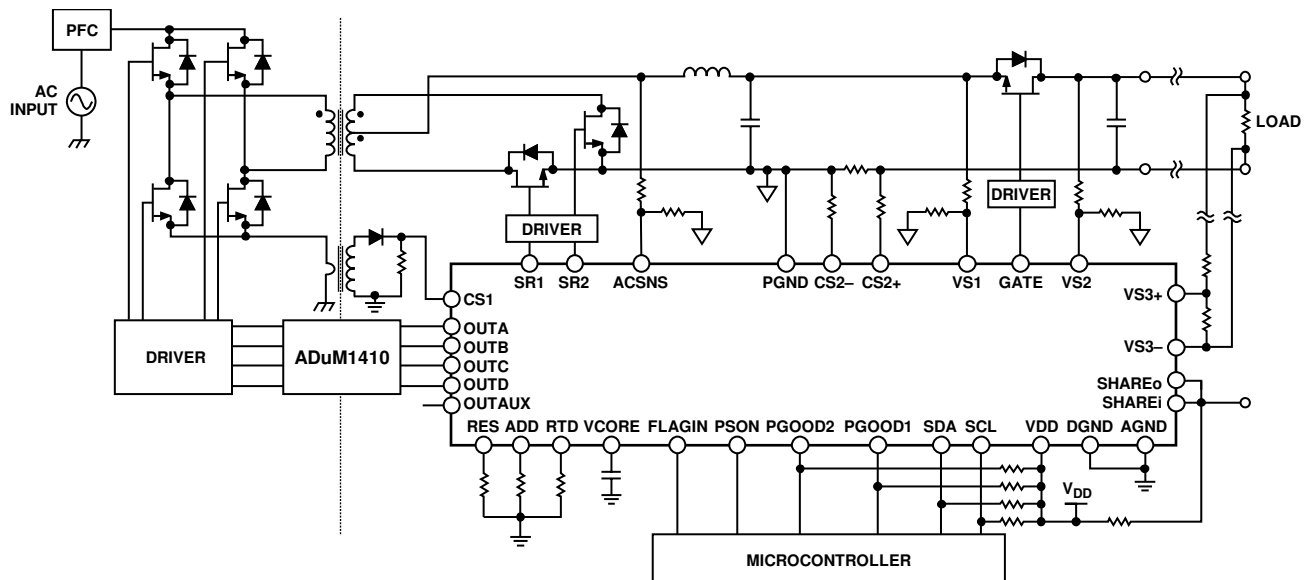 PFC
AC
INPUT
LOAD
DRIVER
DRIVER
SR1 SR2 ACSNS PGND CS2– CS2+ VS1 GATE VS2
CS1
VS3+
OUTA
OUTB
OUTC
OUTD
OUTAUX
DRIVER
ADuM1410
VS3–
SHAREo
SHAREi
RES ADD RTD VCORE FLAGIN PSON PGOOD2 PGOOD1 SDA SCL VDD DGND AGND
VDD
MICROCONTROLLER